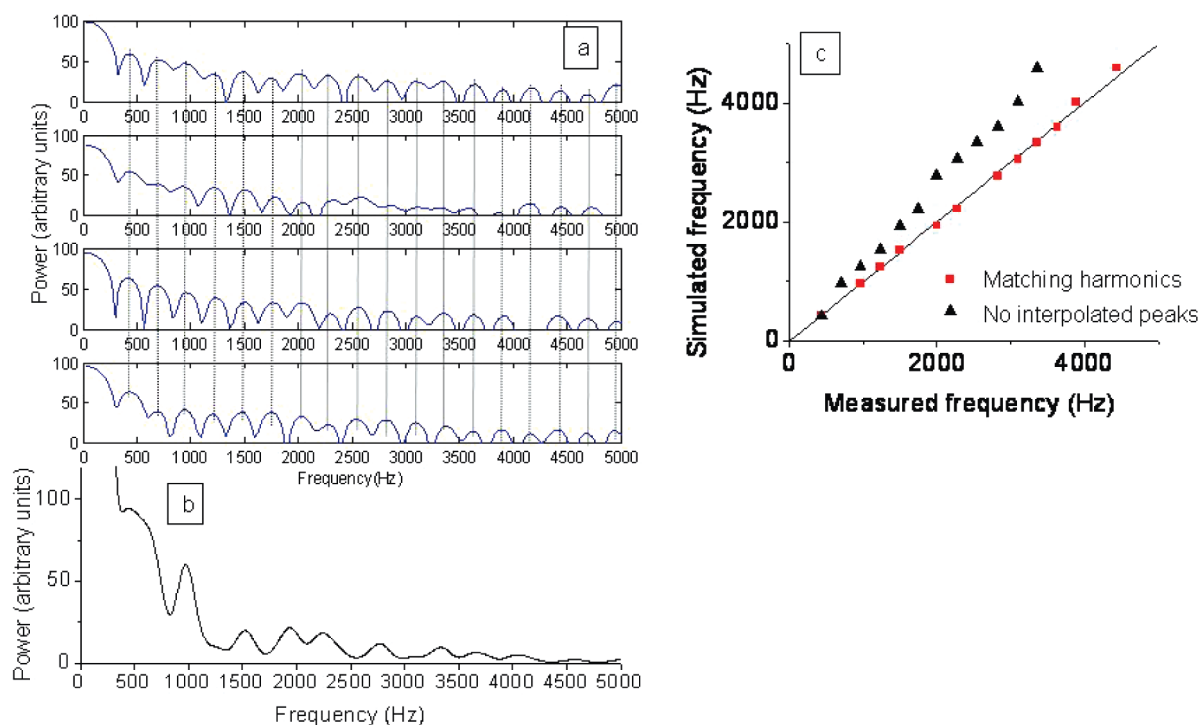 a
100
50
0
0 500 1000 1500 2000 2500 3000 3500 4000 4500 5000
100
50
0
0 500 1000 1500 2000 2500 3000 3500 4000 4500 5000
100
50
0
0 500 1000 1500 2000 2500 3000 3500 4000 4500 5000
100
50
0
0 500 1000 1500 2000 2500 3000 3500 4000 4500 5000
Power (arbitrary units)
Frequency(Hz)
b
100
50
0
0 500 1000 1500 2000 2500 3000 3500 4000 4500 5000
Power (arbitrary units)
Frequency (Hz)
c
4000
2000
0
Simulated frequency (Hz)
Matching harmonics
No interpolated peaks
0 2000 4000
Measured frequency (Hz)